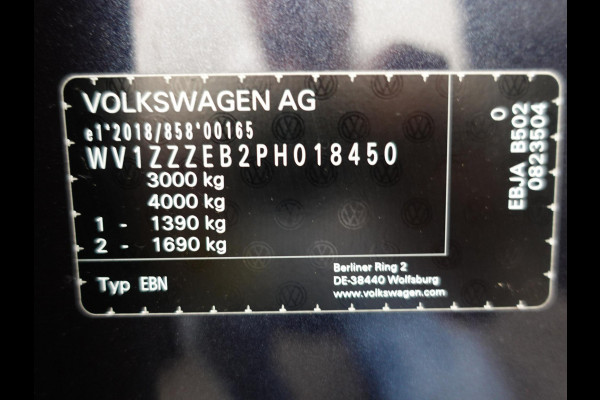 VOLKSWAGEN AG
e1*2018/858*00165
WV1ZZZEB2PH018450
3000 kg
4000 kg
1 - 1390 kg
2 - 1690 kg
Typ EBN
Berliner Ring 2
DE-38440 Wolfsburg
www.volkswagen.com
0
EBJA B502
0823504